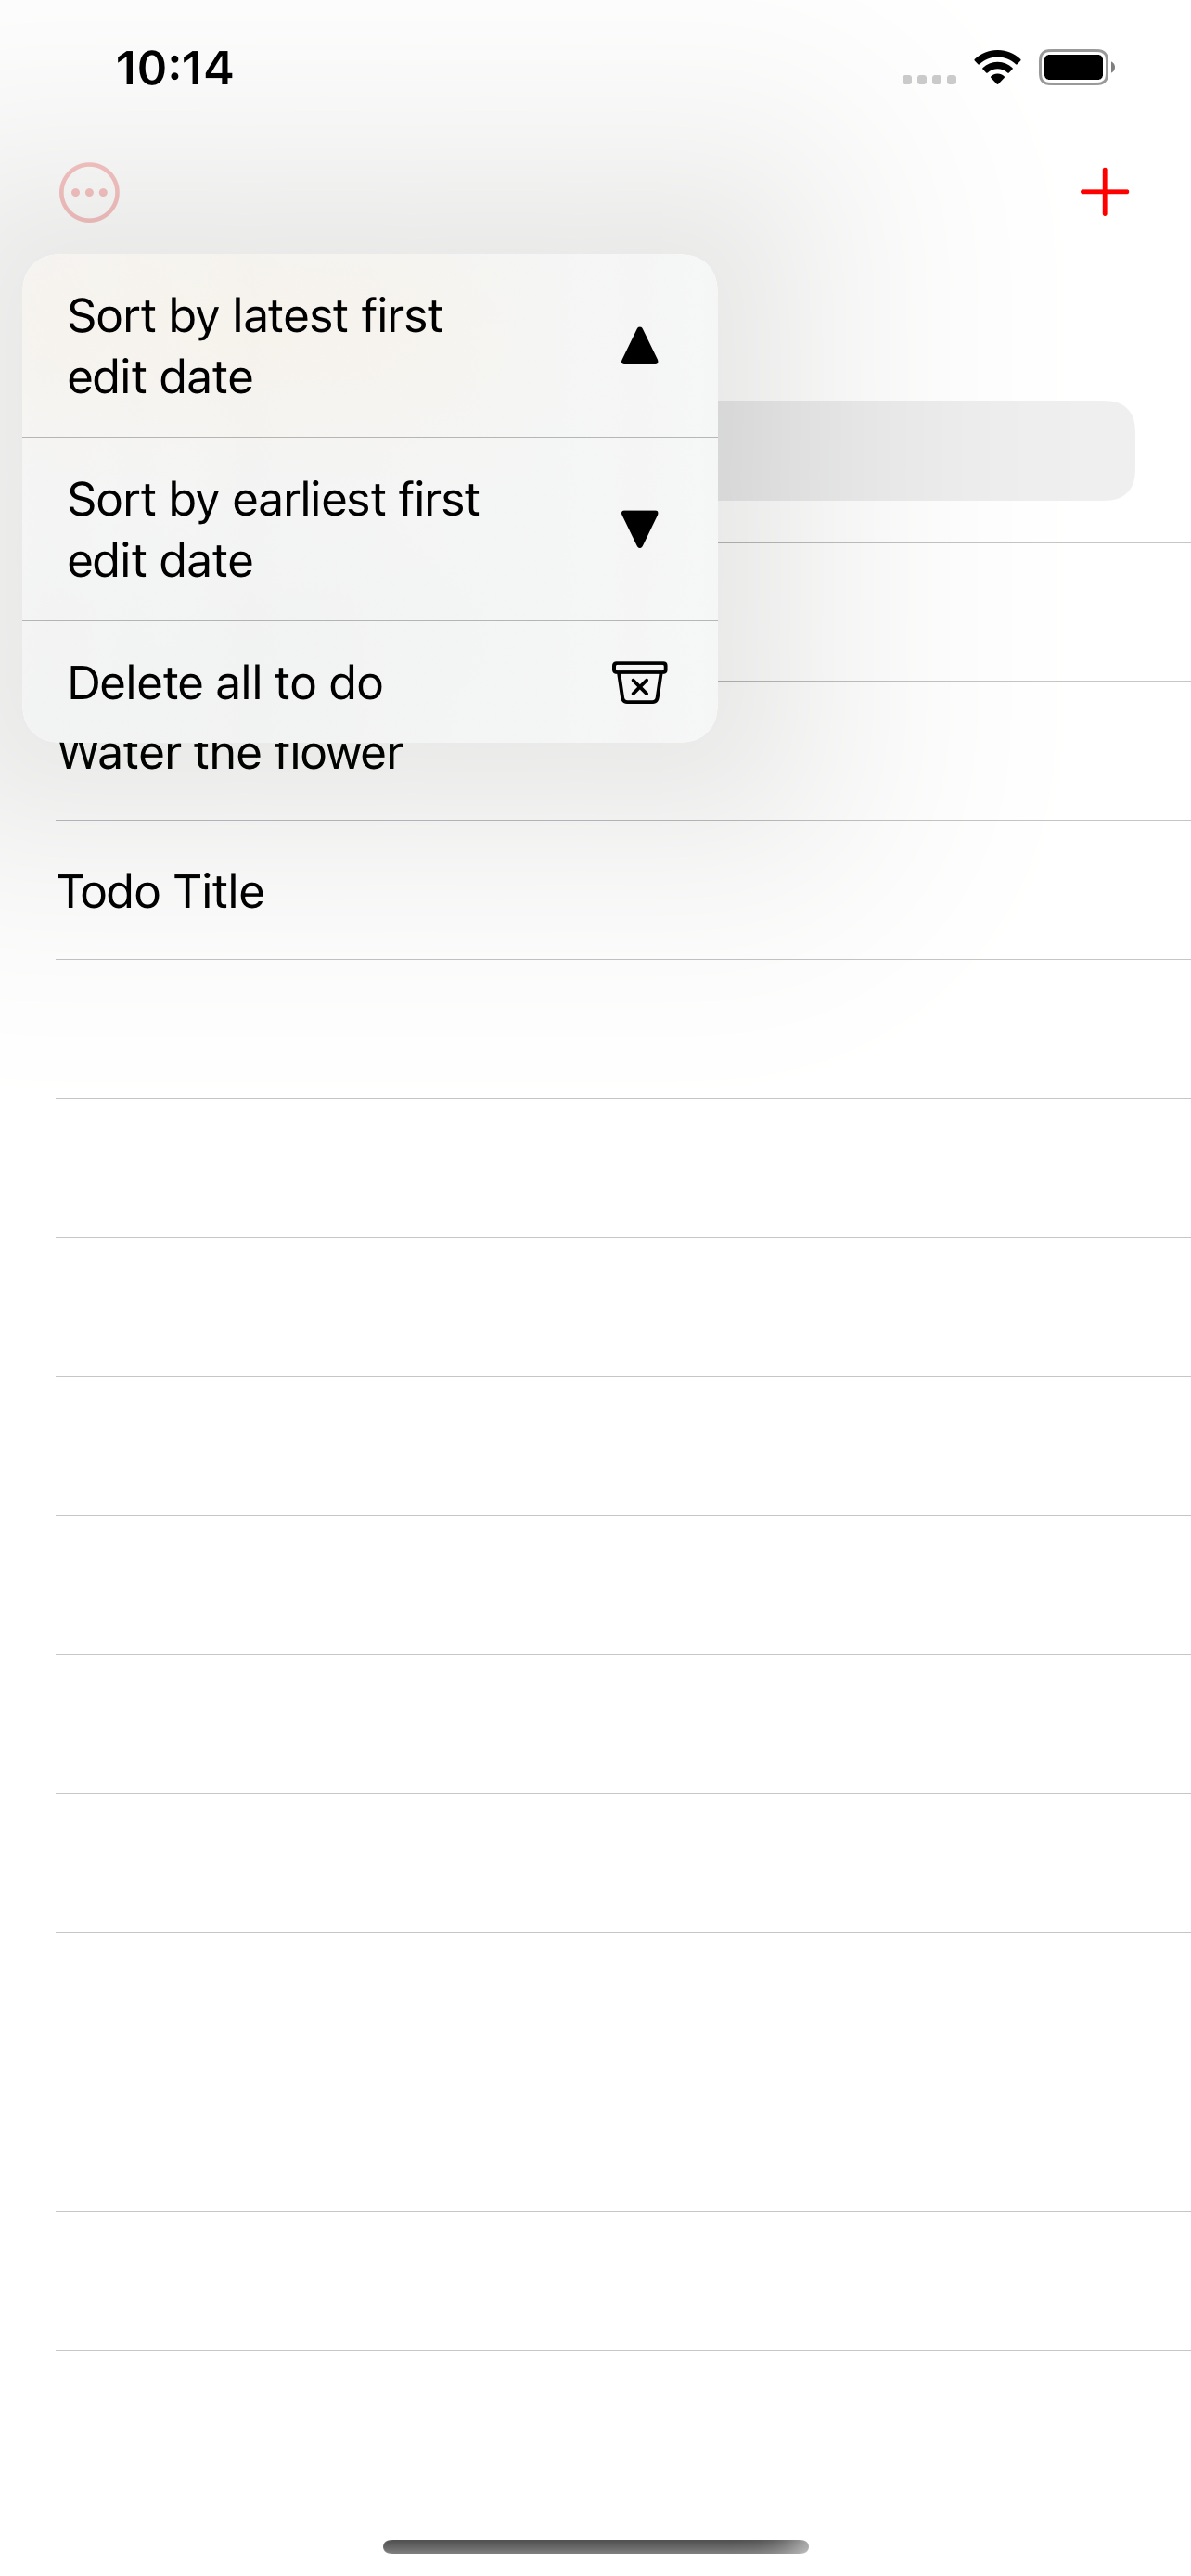 10:14
Sort by latest first
edit date
Sort by earliest first
edit date
Delete all to do
Water the flower
Todo Title